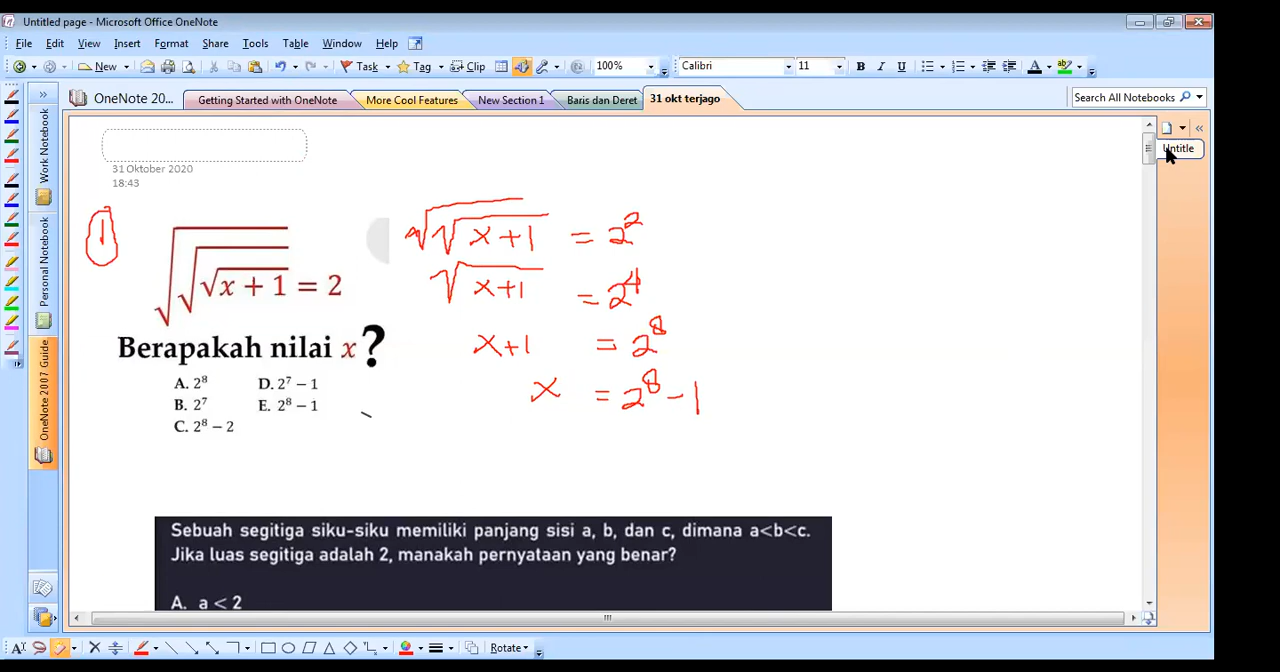 Untitled page - Microsoft Office OneNote
File Edit View Insert Format Share Tools Table Window Help
New Task Tag Clip 100% Calibri 11 B I U A ab
OneNote 20... Getting Started with OneNote More Cool Features New Section 1 Baris dan Deret 31 okt terjago Search All Notebooks
Untitle
Work Notebook
Personal Notebook
OneNote 2007 Guide
31 Oktober 2020
18:43
1
√√√x + 1 = 2
Berapakah nilai x?
A. 2⁸ D. 2⁷ − 1
B. 2⁷ E. 2⁸ − 1
C. 2⁸ − 2
√√x+1 = 2²
√x+1 = 2⁴
x+1 = 2⁸
x = 2⁸ - 1
Sebuah segitiga siku-siku memiliki panjang sisi a, b, dan c, dimana a<b<c.
Jika luas segitiga adalah 2, manakah pernyataan yang benar?
A. a < 2
Rotate